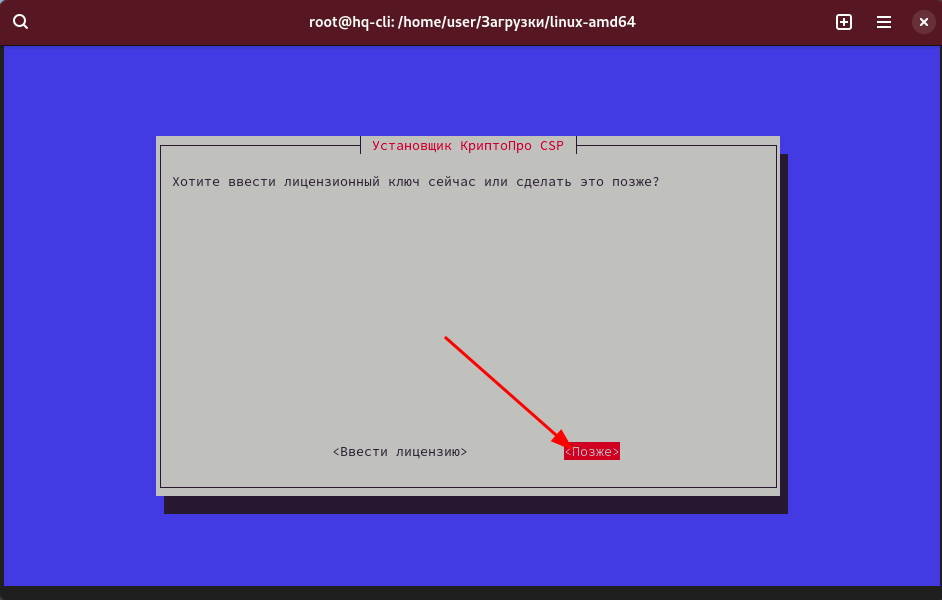 root@hq-cli: /home/user/Загрузки/linux-amd64
Установщик КриптоПро CSP
Хотите ввести лицензионный ключ сейчас или сделать это позже?
<Ввести лицензию> <Позже>